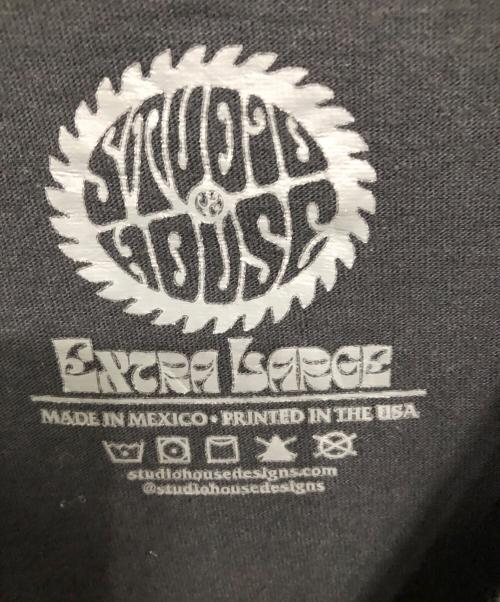 STUDIO
HOUSE
EXTRA LARGE
MADE IN MEXICO • PRINTED IN THE USA
studiohousedesigns.com
@studiohousedesigns